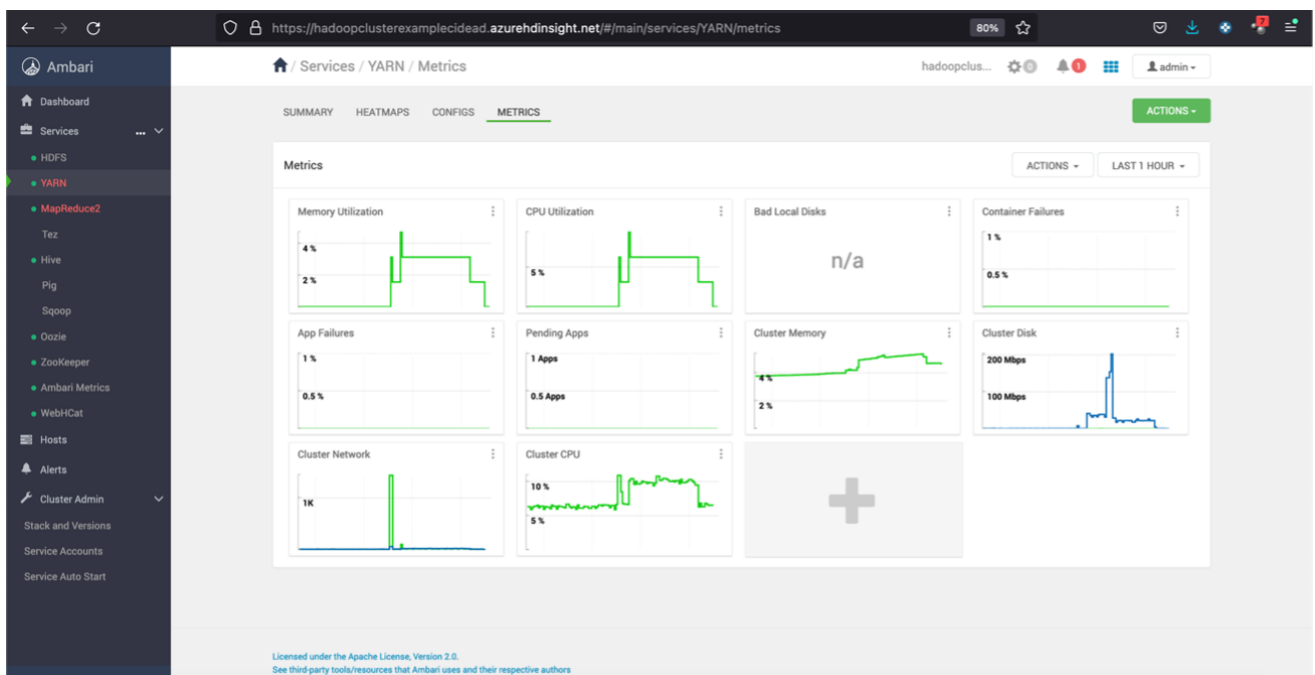 https://hadoopclusterexamplecidead.azurehdinsight.net/#/main/services/YARN/metrics
80%
Ambari
/ Services / YARN / Metrics
hadoopclus...
0
1
admin
Dashboard
Services
...
HDFS
YARN
MapReduce2
Tez
Hive
Pig
Sqoop
Oozie
ZooKeeper
Ambari Metrics
WebHCat
Hosts
Alerts
Cluster Admin
Stack and Versions
Service Accounts
Service Auto Start
SUMMARY HEATMAPS CONFIGS METRICS
ACTIONS
Metrics
ACTIONS
LAST 1 HOUR
Memory Utilization
4 %
2 %
CPU Utilization
5 %
Bad Local Disks
n/a
Container Failures
1 %
0.5 %
App Failures
1 %
0.5 %
Pending Apps
1 Apps
0.5 Apps
Cluster Memory
4 %
2 %
Cluster Disk
200 Mbps
100 Mbps
Cluster Network
1K
Cluster CPU
10 %
5 %
Licensed under the Apache License, Version 2.0.
See third-party tools/resources that Ambari uses and their respective authors